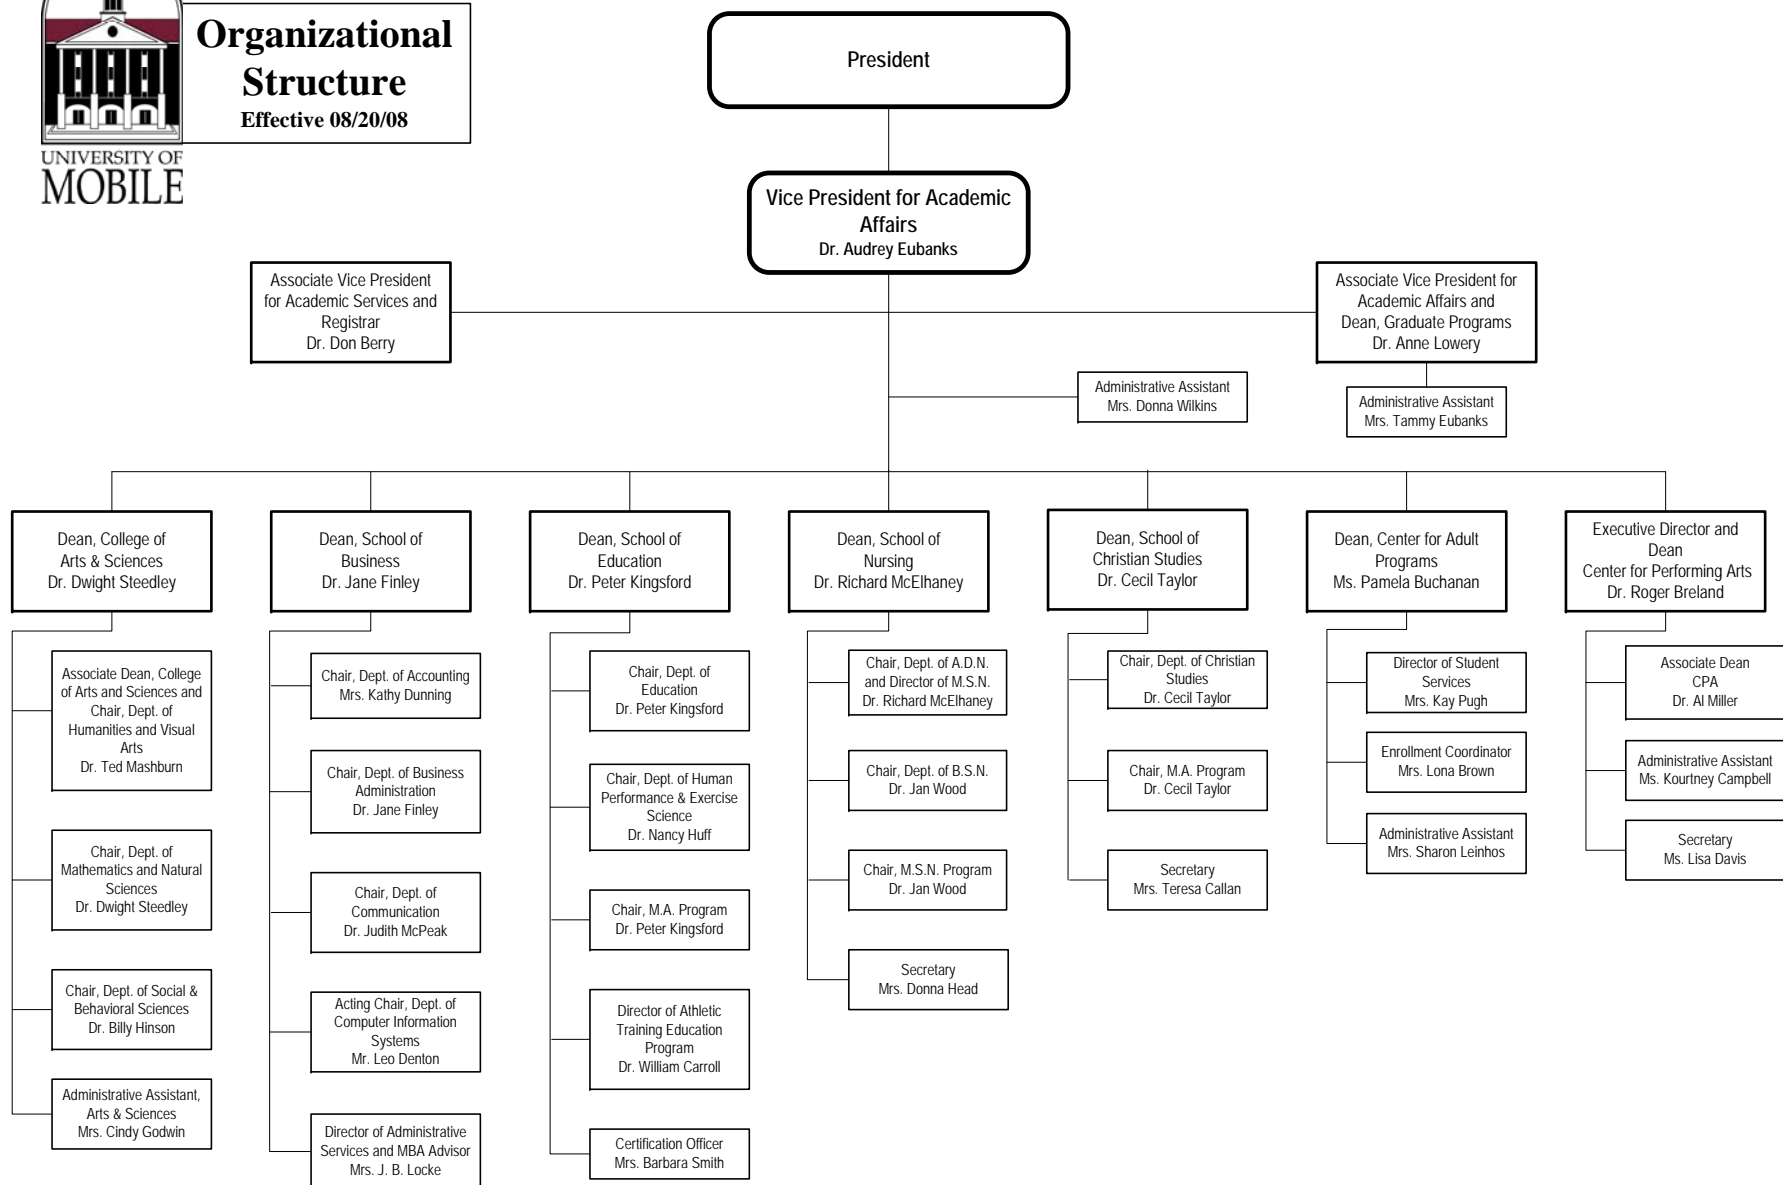 Organizational
Structure
Effective 08/20/08
UNIVERSITY OF
MOBILE
President
Vice President for Academic
Affairs
Dr. Audrey Eubanks
Associate Vice President
for Academic Services and
Registrar
Dr. Don Berry
Associate Vice President for
Academic Affairs and
Dean, Graduate Programs
Dr. Anne Lowery
Administrative Assistant
Mrs. Donna Wilkins
Administrative Assistant
Mrs. Tammy Eubanks
Dean, College of
Arts & Sciences
Dr. Dwight Steedley
Dean, School of
Business
Dr. Jane Finley
Dean, School of
Education
Dr. Peter Kingsford
Dean, School of
Nursing
Dr. Richard McElhaney
Dean, School of
Christian Studies
Dr. Cecil Taylor
Dean, Center for Adult
Programs
Ms. Pamela Buchanan
Executive Director and
Dean
Center for Performing Arts
Dr. Roger Breland
Associate Dean, College
of Arts and Sciences and
Chair, Dept. of
Humanities and Visual
Arts
Dr. Ted Mashburn
Chair, Dept. of
Mathematics and Natural
Sciences
Dr. Dwight Steedley
Chair, Dept. of Social &
Behavioral Sciences
Dr. Billy Hinson
Administrative Assistant,
Arts & Sciences
Mrs. Cindy Godwin
Chair, Dept. of Accounting
Mrs. Kathy Dunning
Chair, Dept. of Business
Administration
Dr. Jane Finley
Chair, Dept. of
Communication
Dr. Judith McPeak
Acting Chair, Dept. of
Computer Information
Systems
Mr. Leo Denton
Director of Administrative
Services and MBA Advisor
Mrs. J. B. Locke
Chair, Dept. of
Education
Dr. Peter Kingsford
Chair, Dept. of Human
Performance & Exercise
Science
Dr. Nancy Huff
Chair, M.A. Program
Dr. Peter Kingsford
Director of Athletic
Training Education
Program
Dr. William Carroll
Certification Officer
Mrs. Barbara Smith
Chair, Dept. of A.D.N.
and Director of M.S.N.
Dr. Richard McElhaney
Chair, Dept. of B.S.N.
Dr. Jan Wood
Chair, M.S.N. Program
Dr. Jan Wood
Secretary
Mrs. Donna Head
Chair, Dept. of Christian
Studies
Dr. Cecil Taylor
Chair, M.A. Program
Dr. Cecil Taylor
Secretary
Mrs. Teresa Callan
Director of Student
Services
Mrs. Kay Pugh
Enrollment Coordinator
Mrs. Lona Brown
Administrative Assistant
Mrs. Sharon Leinhos
Associate Dean
CPA
Dr. Al Miller
Administrative Assistant
Ms. Kourtney Campbell
Secretary
Ms. Lisa Davis